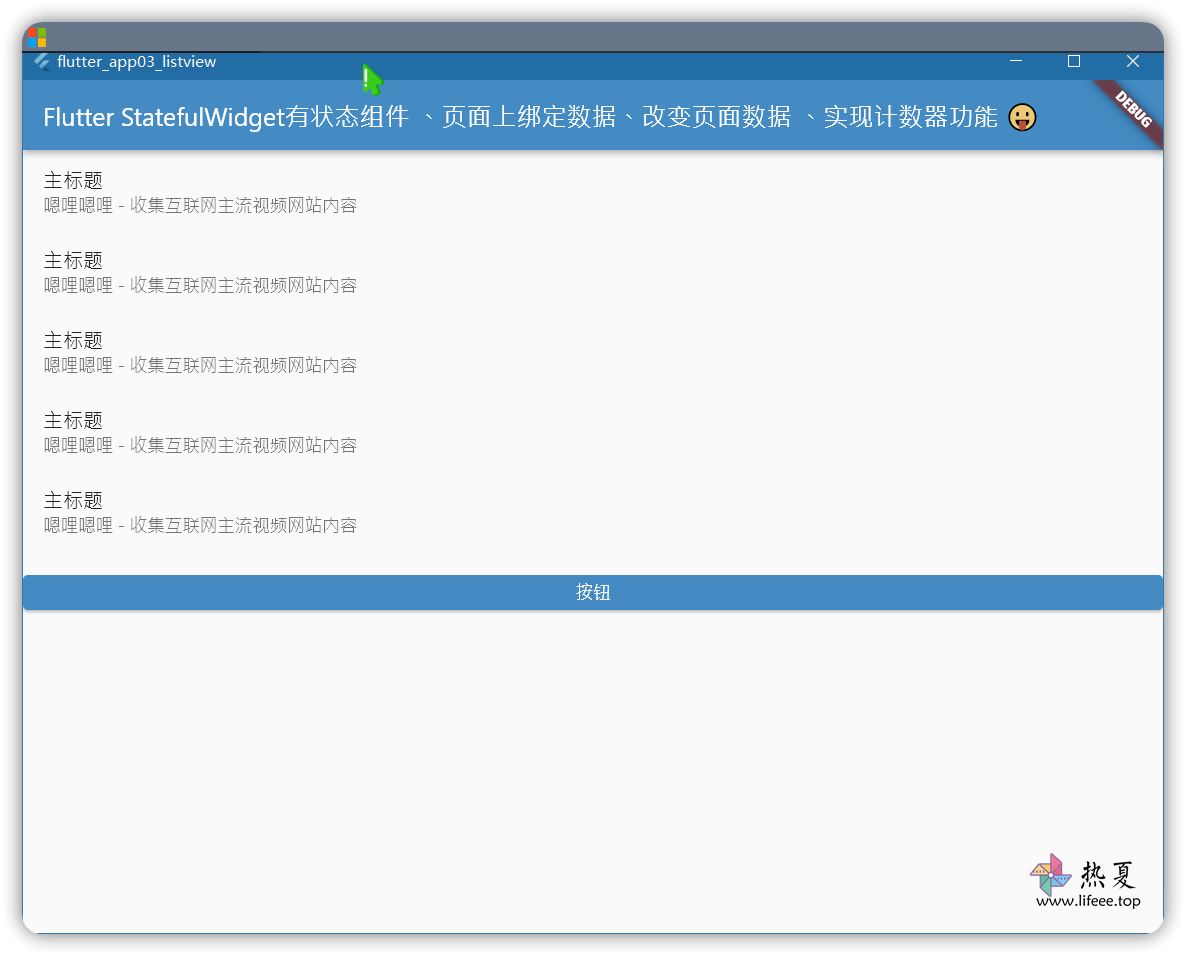 flutter_app03_listview
Flutter StatefulWidget有状态组件 、页面上绑定数据、改变页面数据 、实现计数器功能 😛
DEBUG
主标题
嗯哩嗯哩 - 收集互联网主流视频网站内容
主标题
嗯哩嗯哩 - 收集互联网主流视频网站内容
主标题
嗯哩嗯哩 - 收集互联网主流视频网站内容
主标题
嗯哩嗯哩 - 收集互联网主流视频网站内容
主标题
嗯哩嗯哩 - 收集互联网主流视频网站内容
按钮
热夏
www.lifeee.top